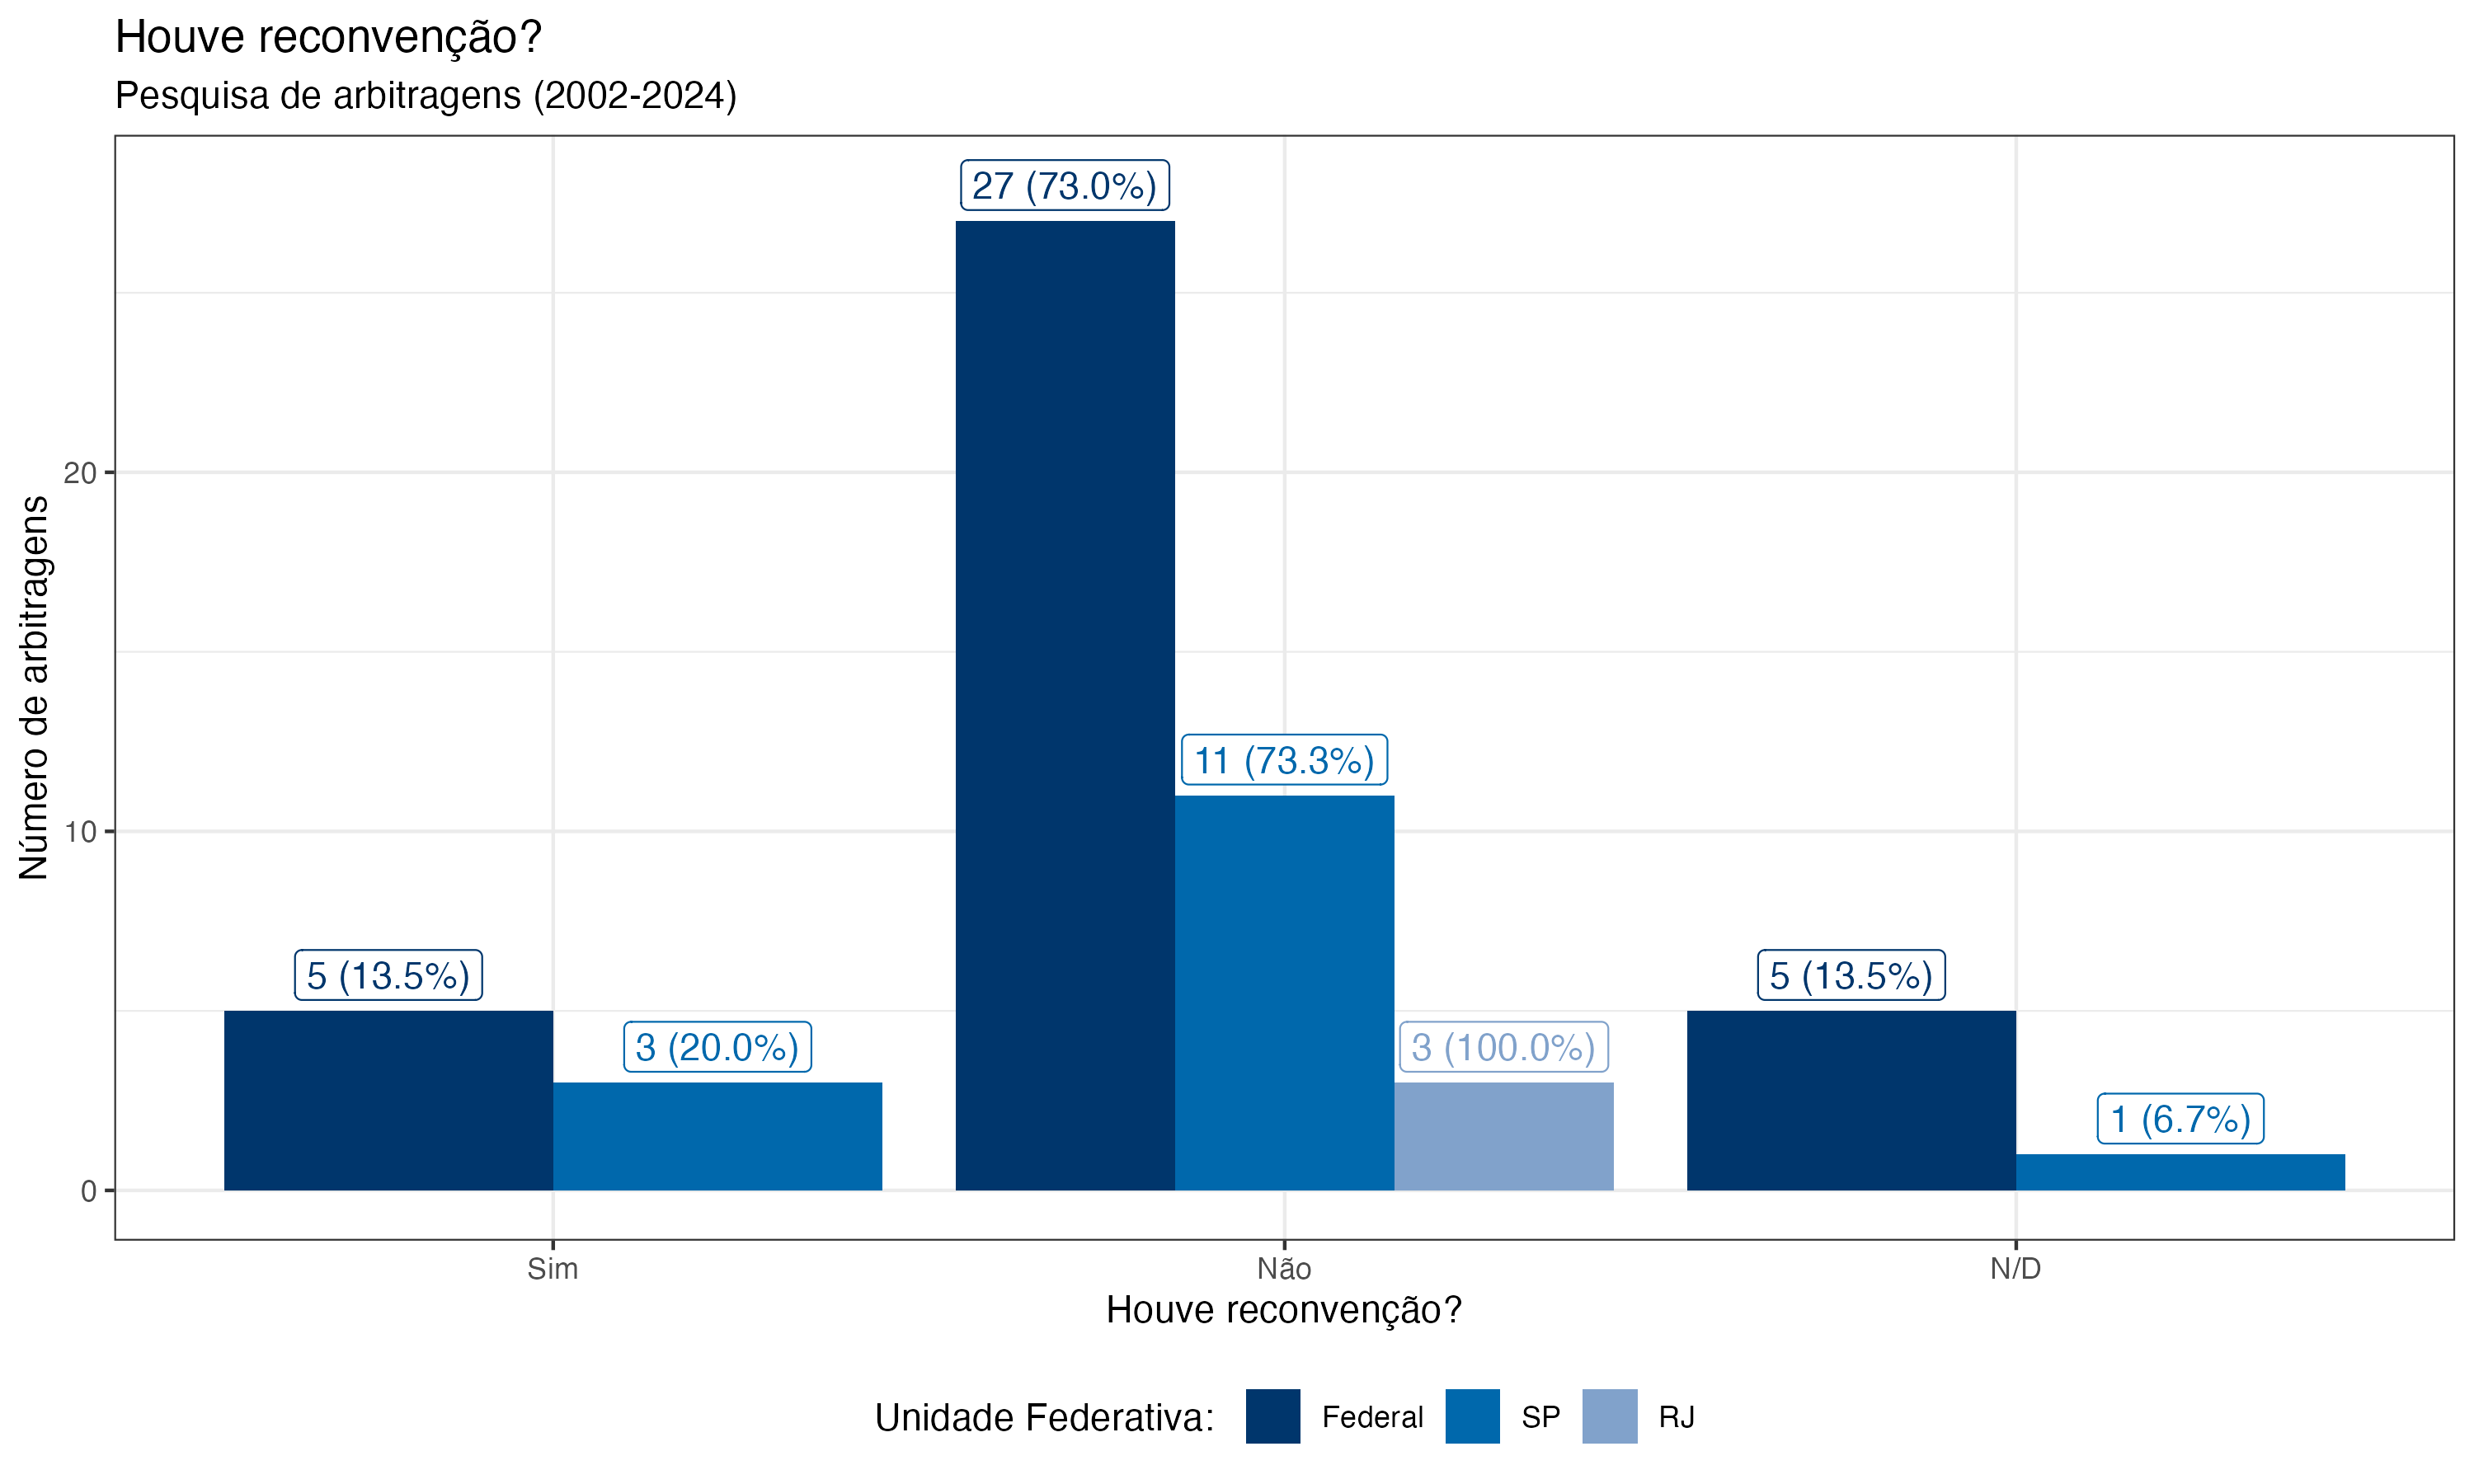 Houve reconvenção?
Pesquisa de arbitragens (2002-2024)
Número de arbitragens
20
10
0
5 (13.5%)
3 (20.0%)
27 (73.0%)
11 (73.3%)
3 (100.0%)
5 (13.5%)
1 (6.7%)
Sim
Não
N/D
Houve reconvenção?
Unidade Federativa: Federal SP RJ